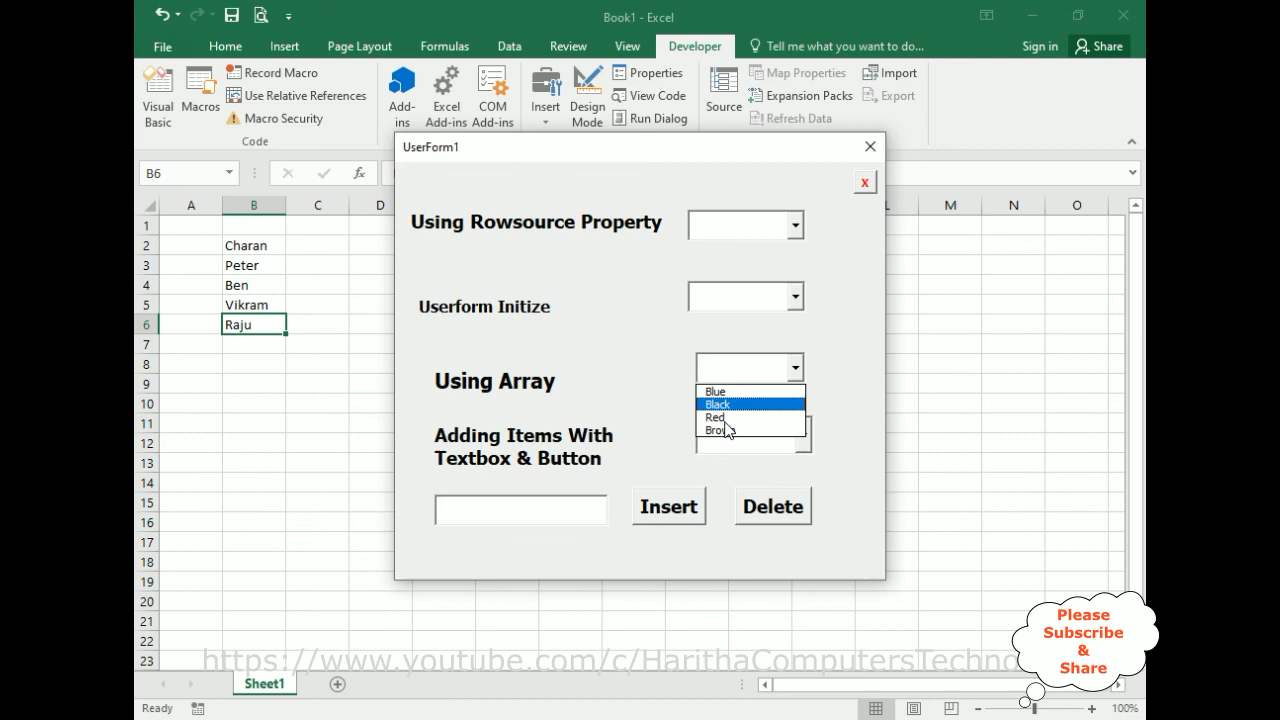 Book1 - Excel
File Home Insert Page Layout Formulas Data Review View Developer Tell me what you want to do... Sign in Share
Visual Basic
Macros
Record Macro
Use Relative References
Macro Security
Code
Add-ins
Excel Add-ins
COM Add-ins
Insert
Design Mode
Properties
View Code
Run Dialog
Source
Map Properties
Expansion Packs
Refresh Data
Import
Export
UserForm1
B6
fx
x
A B C D L M N O
1
2 Charan
3 Peter
4 Ben
5 Vikram
6 Raju
7
8
9
10
11
12
13
14
15
16
17
18
19
20
21
22
23
Using Rowsource Property
Userform Initize
Using Array
Blue
Black
Red
Adding Items With
Textbox & Button
Insert Delete
Please
Subscribe
&
Share
https://www.youtube.com/c/HarithaComputersTechno
Sheet1
Ready
100%